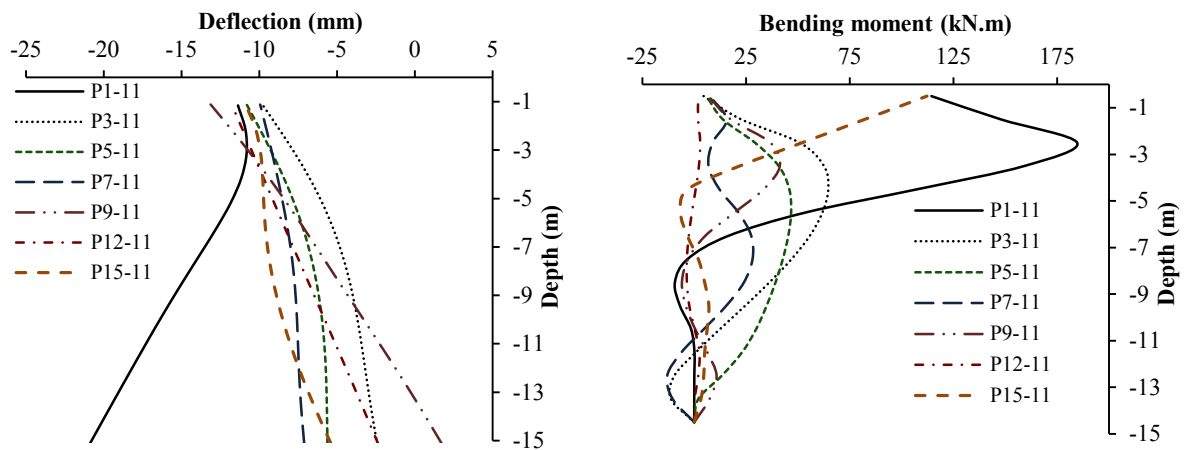 Deflection (mm)
-25 -20 -15 -10 -5 0 5
P1-11
P3-11
P5-11
P7-11
P9-11
P12-11
P15-11
-1
-3
-5
-7
-9
-11
-13
-15
Depth (m)
Bending moment (kN.m)
-25 25 75 125 175
-1
-3
-5
-7
-9
-11
-13
-15
Depth (m)
P1-11
P3-11
P5-11
P7-11
P9-11
P12-11
P15-11